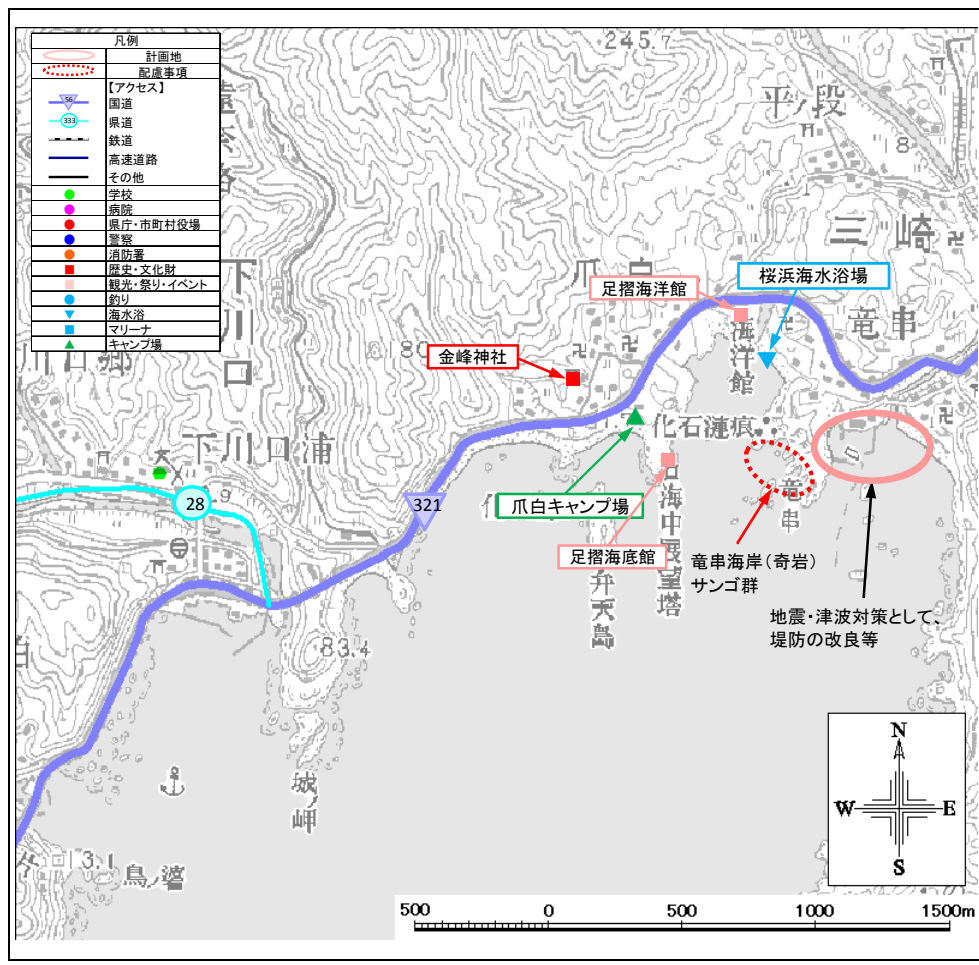 凡例
計画地
配慮事項
【アクセス】
56
国道
333
県道
鉄道
高速道路
その他
学校
病院
県庁・市町村役場
警察
消防署
歴史・文化財
観光・祭り・イベント
釣り
海水浴
マリーナ
キャンプ場
245.7
平ノ段
18
三崎
爪白
足摺海洋館
桜浜海水浴場
竜串
海洋館
金峰神社
下川口
化石漣痕
下川口浦
28
321
爪白キャンプ場
足摺海底館
海中展望塔
弁天島
竜串
竜串海岸（奇岩）
サンゴ群
地震・津波対策として、
堤防の改良等
83.4
城ノ岬
13.1
N
W
E
S
500
0
500
1000
1500m